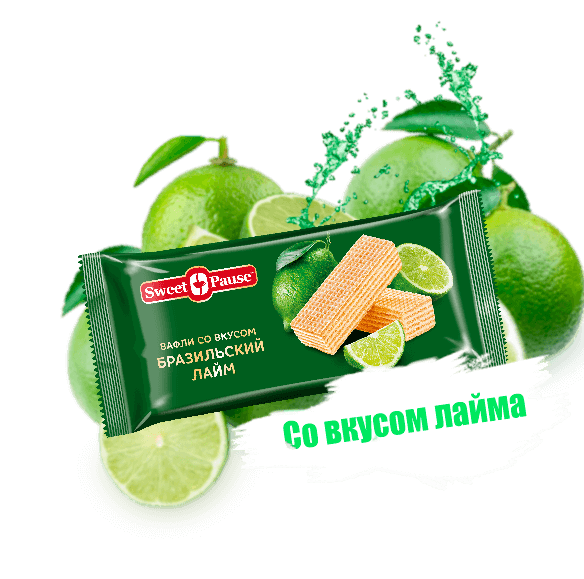 Sweet Pause
ВАФЛИ СО ВКУСОМ
БРАЗИЛЬСКИЙ
ЛАЙМ
Со вкусом лайма